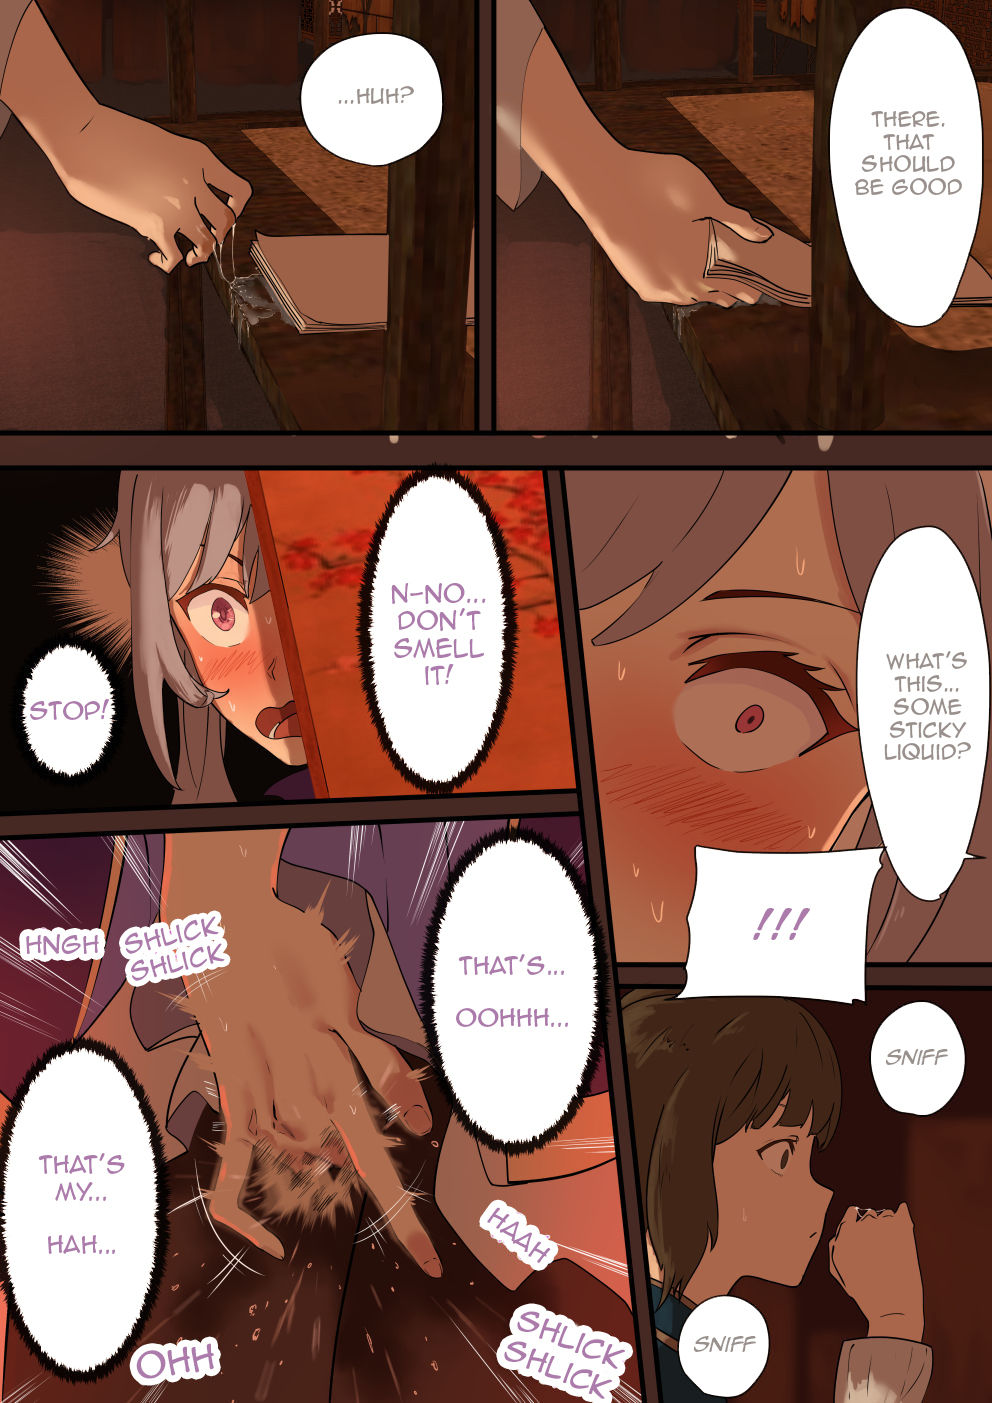 ...HUH?
THERE.
THAT
SHOULD
BE GOOD
N-NO...
DON'T
SMELL
IT!
STOP!
WHAT'S
THIS...
SOME
STICKY
LIQUID?
!!!
HNGH
SHLICK
SHLICK
THAT'S...
OOHHH...
THAT'S
MY...
HAH...
HAAH
OHH
SHLICK
SHLICK
SNIFF
SNIFF